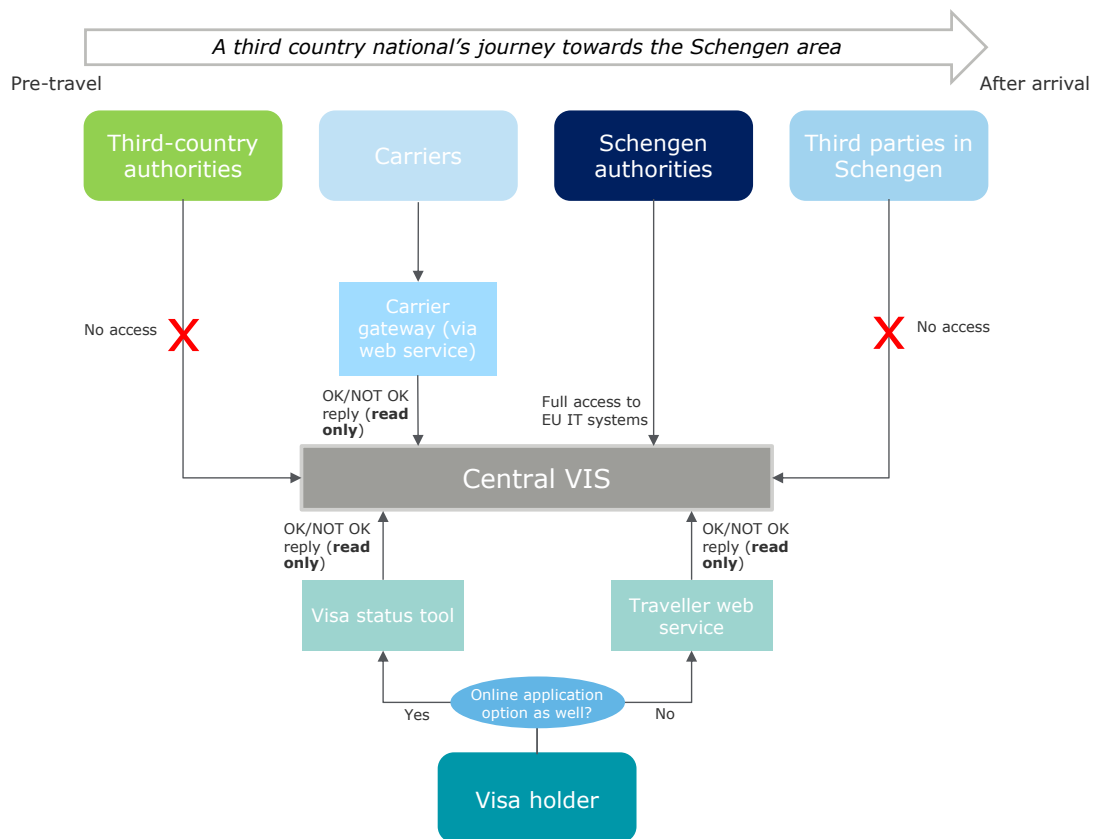 A third country national’s journey towards the Schengen area
Pre-travel
After arrival
Third-country
authorities
Carriers
Schengen
authorities
Third parties in
Schengen
Carrier
gateway (via
web service)
No access
X
X
No access
OK/NOT OK
reply (read
only)
Full access to
EU IT systems
Central VIS
OK/NOT OK
reply (read
only)
OK/NOT OK
reply (read
only)
Visa status tool
Traveller web
service
Online application
option as well?
Yes
No
Visa holder